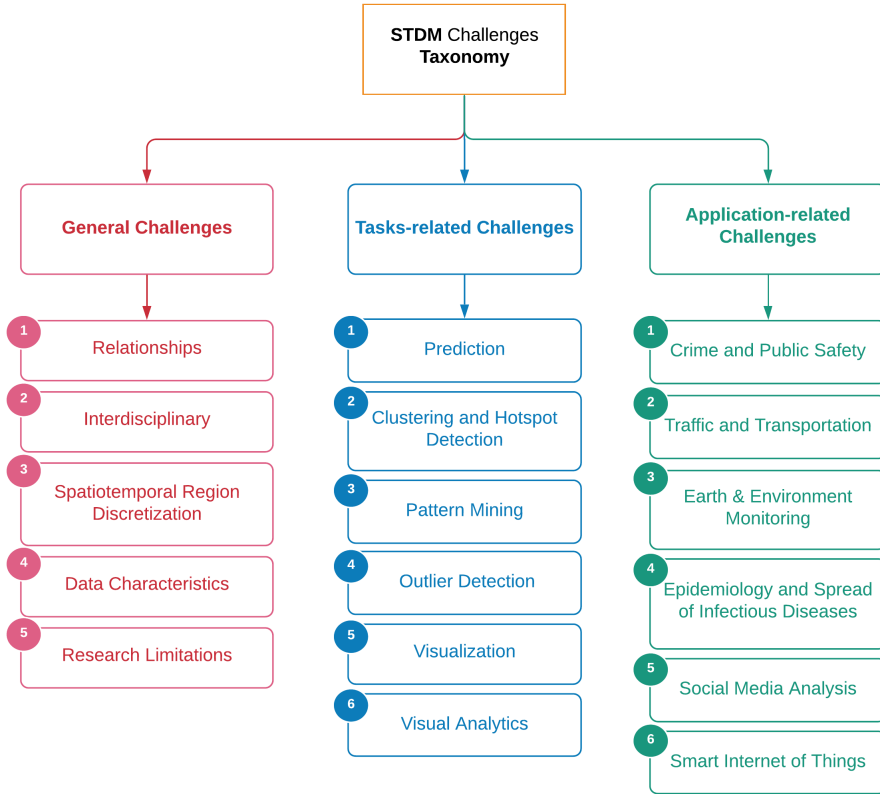 STDM Challenges
Taxonomy
General Challenges
1
Relationships
2
Interdisciplinary
3
Spatiotemporal Region
Discretization
4
Data Characteristics
5
Research Limitations
Tasks-related Challenges
1
Prediction
2
Clustering and Hotspot
Detection
3
Pattern Mining
4
Outlier Detection
5
Visualization
6
Visual Analytics
Application-related
Challenges
1
Crime and Public Safety
2
Traffic and Transportation
3
Earth & Environment
Monitoring
4
Epidemiology and Spread
of Infectious Diseases
5
Social Media Analysis
6
Smart Internet of Things